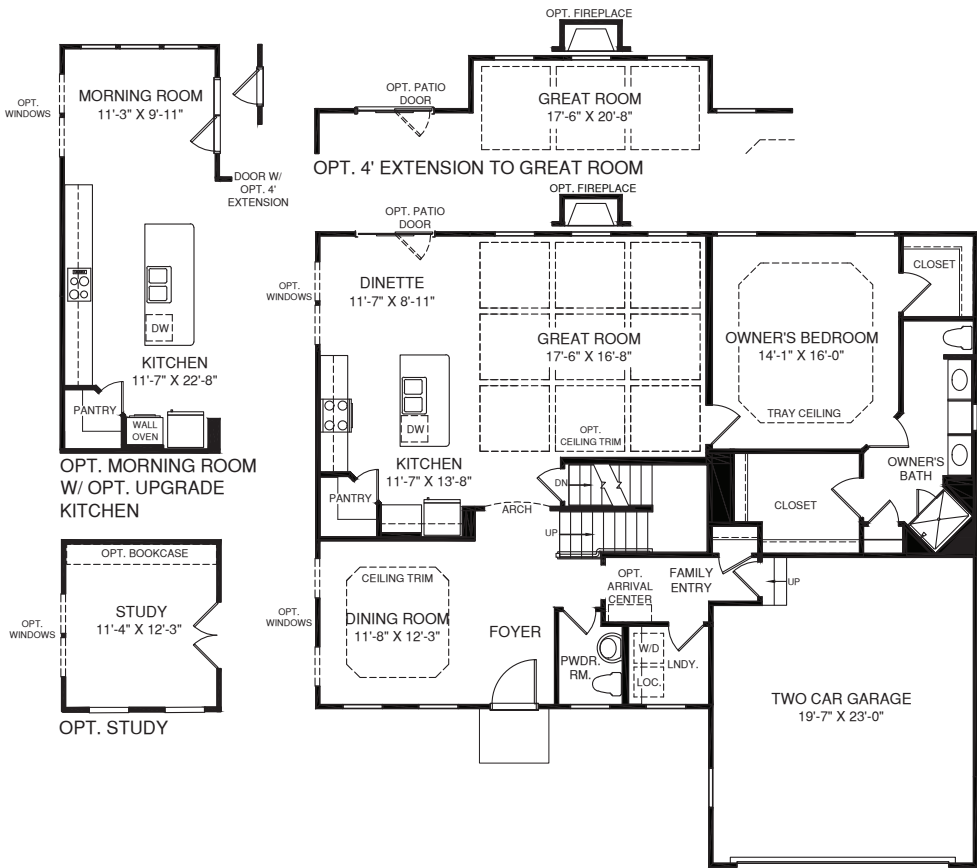 OPT. FIREPLACE
MORNING ROOM
11'-3" X 9'-11"
OPT.
WINDOWS
DOOR W/
OPT. 4'
EXTENSION
DW
KITCHEN
11'-7" X 22'-8"
PANTRY
WALL
OVEN
OPT. MORNING ROOM
W/ OPT. UPGRADE
KITCHEN
OPT. PATIO
DOOR
GREAT ROOM
17'-6" X 20'-8"
OPT. 4' EXTENSION TO GREAT ROOM
OPT. FIREPLACE
OPT. PATIO
DOOR
OPT.
WINDOWS
DINETTE
11'-7" X 8'-11"
GREAT ROOM
17'-6" X 16'-8"
OPT.
CEILING TRIM
OWNER'S BEDROOM
14'-1" X 16'-0"
TRAY CEILING
CLOSET
OWNER'S
BATH
CLOSET
DW
KITCHEN
11'-7" X 13'-8"
PANTRY
ARCH
DN
UP
OPT. BOOKCASE
STUDY
11'-4" X 12'-3"
OPT.
WINDOWS
OPT. STUDY
OPT.
WINDOWS
CEILING TRIM
DINING ROOM
11'-8" X 12'-3"
FOYER
OPT.
ARRIVAL
CENTER
FAMILY
ENTRY
UP
PWDR.
RM.
W/D
LNDY.
LOC.
TWO CAR GARAGE
19'-7" X 23'-0"